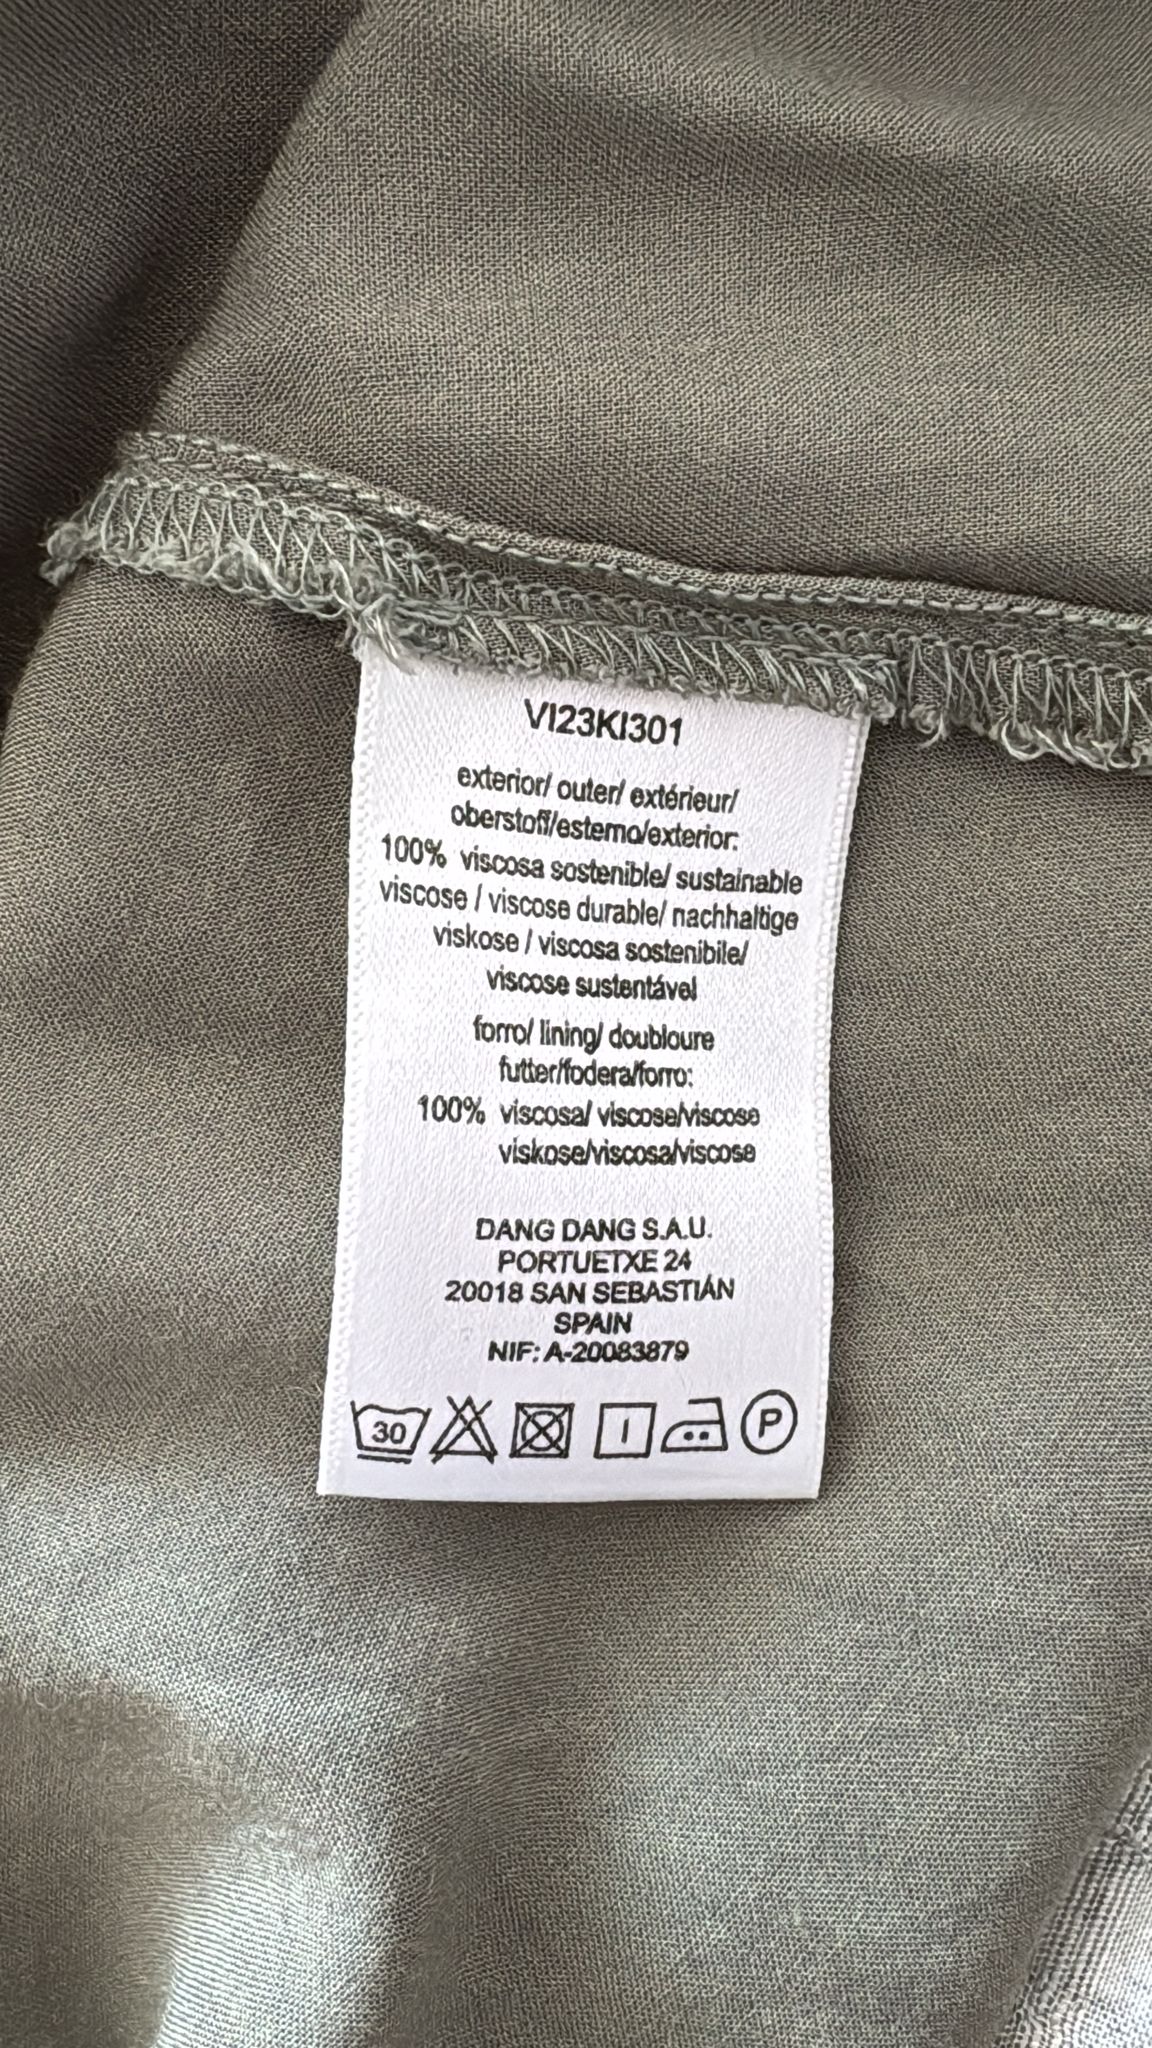 VI23KI301
exterior/ outer/ extérieur/
oberstoff/esterno/exterior:
100% viscosa sostenible/ sustainable
viscose / viscose durable/ nachhaltige
viskose / viscosa sostenibile/
viscose sustentável
forro/ lining/ doubloure
futter/fodera/forro:
100% viscosa/ viscose/viscose
viskose/viscosa/viscose
DANG DANG S.A.U.
PORTUETXE 24
20018 SAN SEBASTIÁN
SPAIN
NIF: A-20083879
30 P